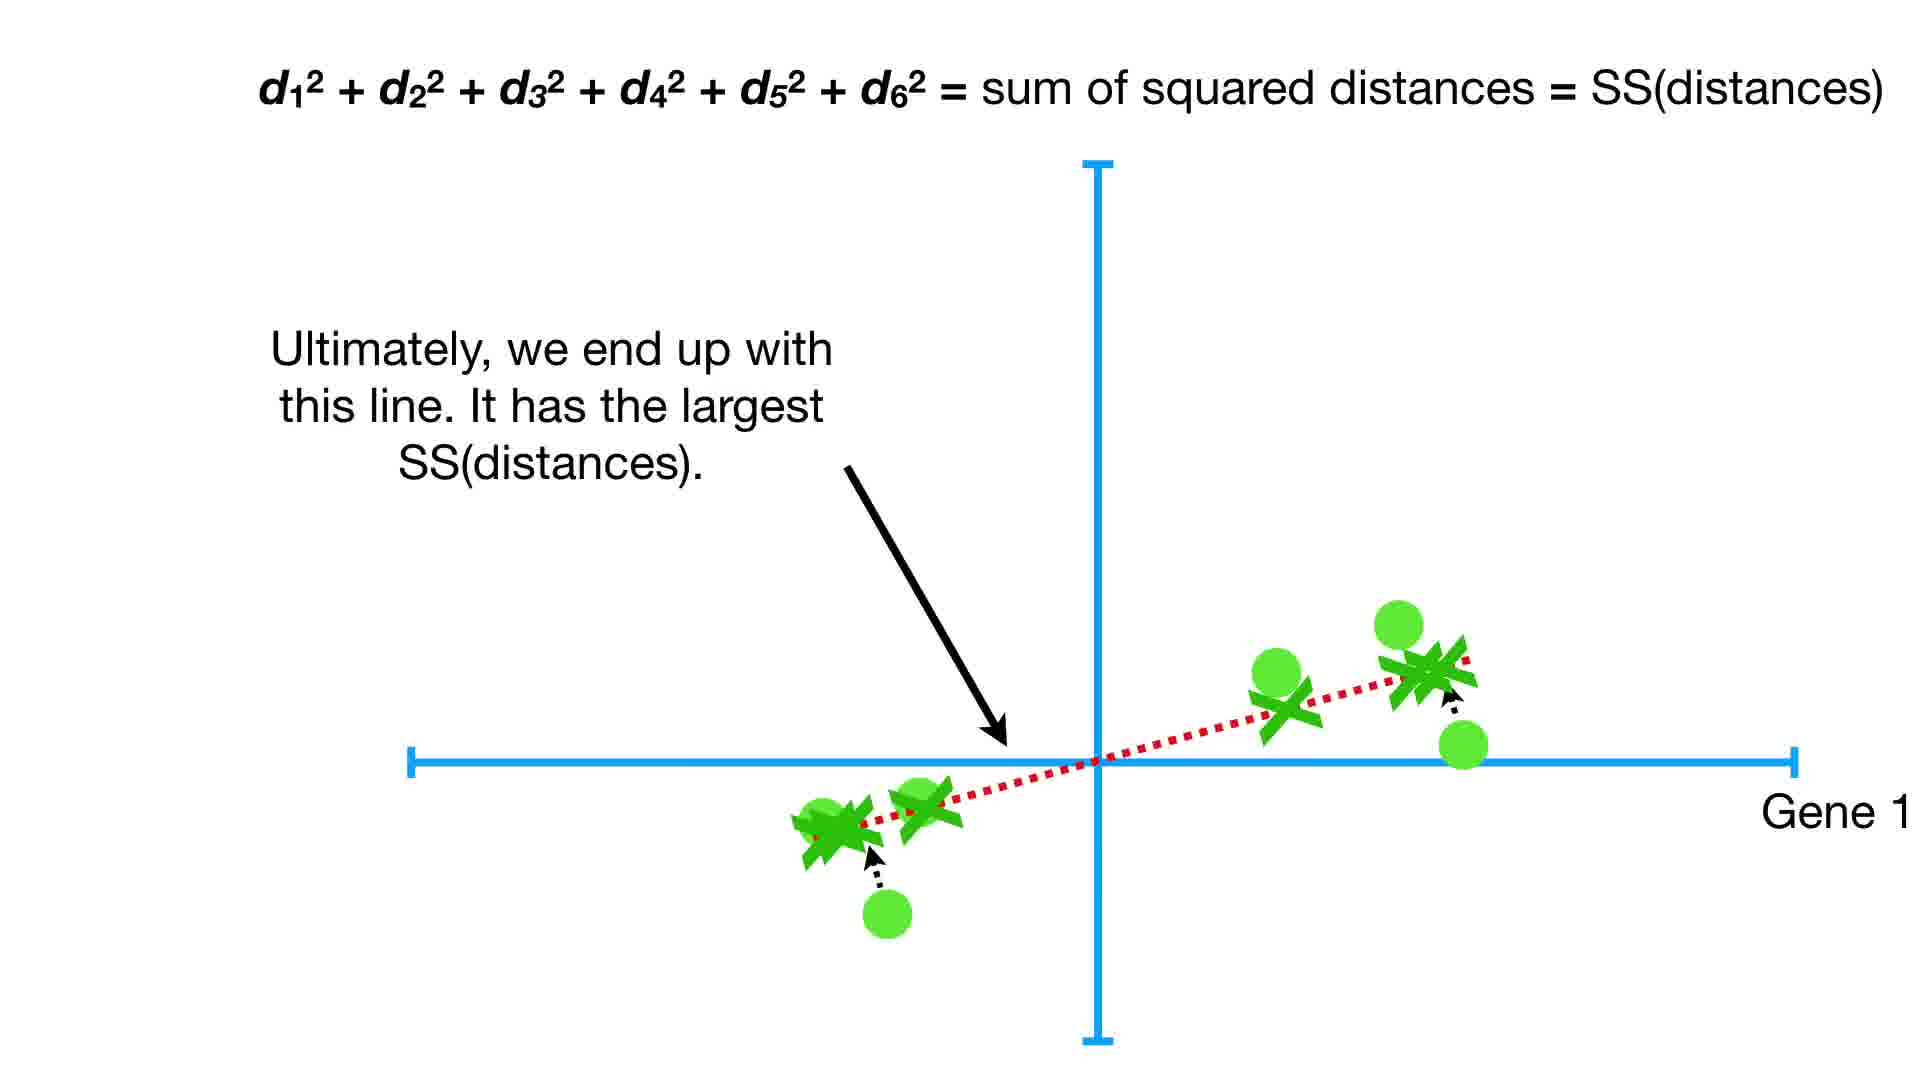 d₁² + d₂² + d₃² + d₄² + d₅² + d₆² = sum of squared distances = SS(distances)
Ultimately, we end up with
this line. It has the largest
SS(distances).
Gene 1